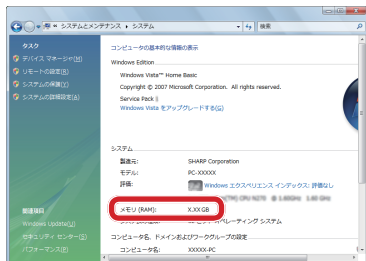 システムとメンテナンス ▸ システム
検索
タスク
デバイス マネージャ(M)
リモートの設定(R)
システムの保護(Y)
システムの詳細設定(A)
関連項目
Windows Update(U)
セキュリティ センター(S)
パフォーマンス(P)
コンピュータの基本的な情報の表示
Windows Edition
Windows Vista™ Home Basic
Copyright © 2007 Microsoft Corporation. All rights reserved.
Service Pack
Windows Vista をアップグレードする(G)
システム
製造元: SHARP Corporation
モデル: PC-XXXXX
評価: Windows エクスペリエンス インデックス: 評価なし
CPU N270 @ 1.60GHz 1.60 GHz
メモリ (RAM): X.XX GB
オペレーティング システム
コンピュータ名、ドメインおよびワークグループの設定
コンピュータ名: XXXXX-PC